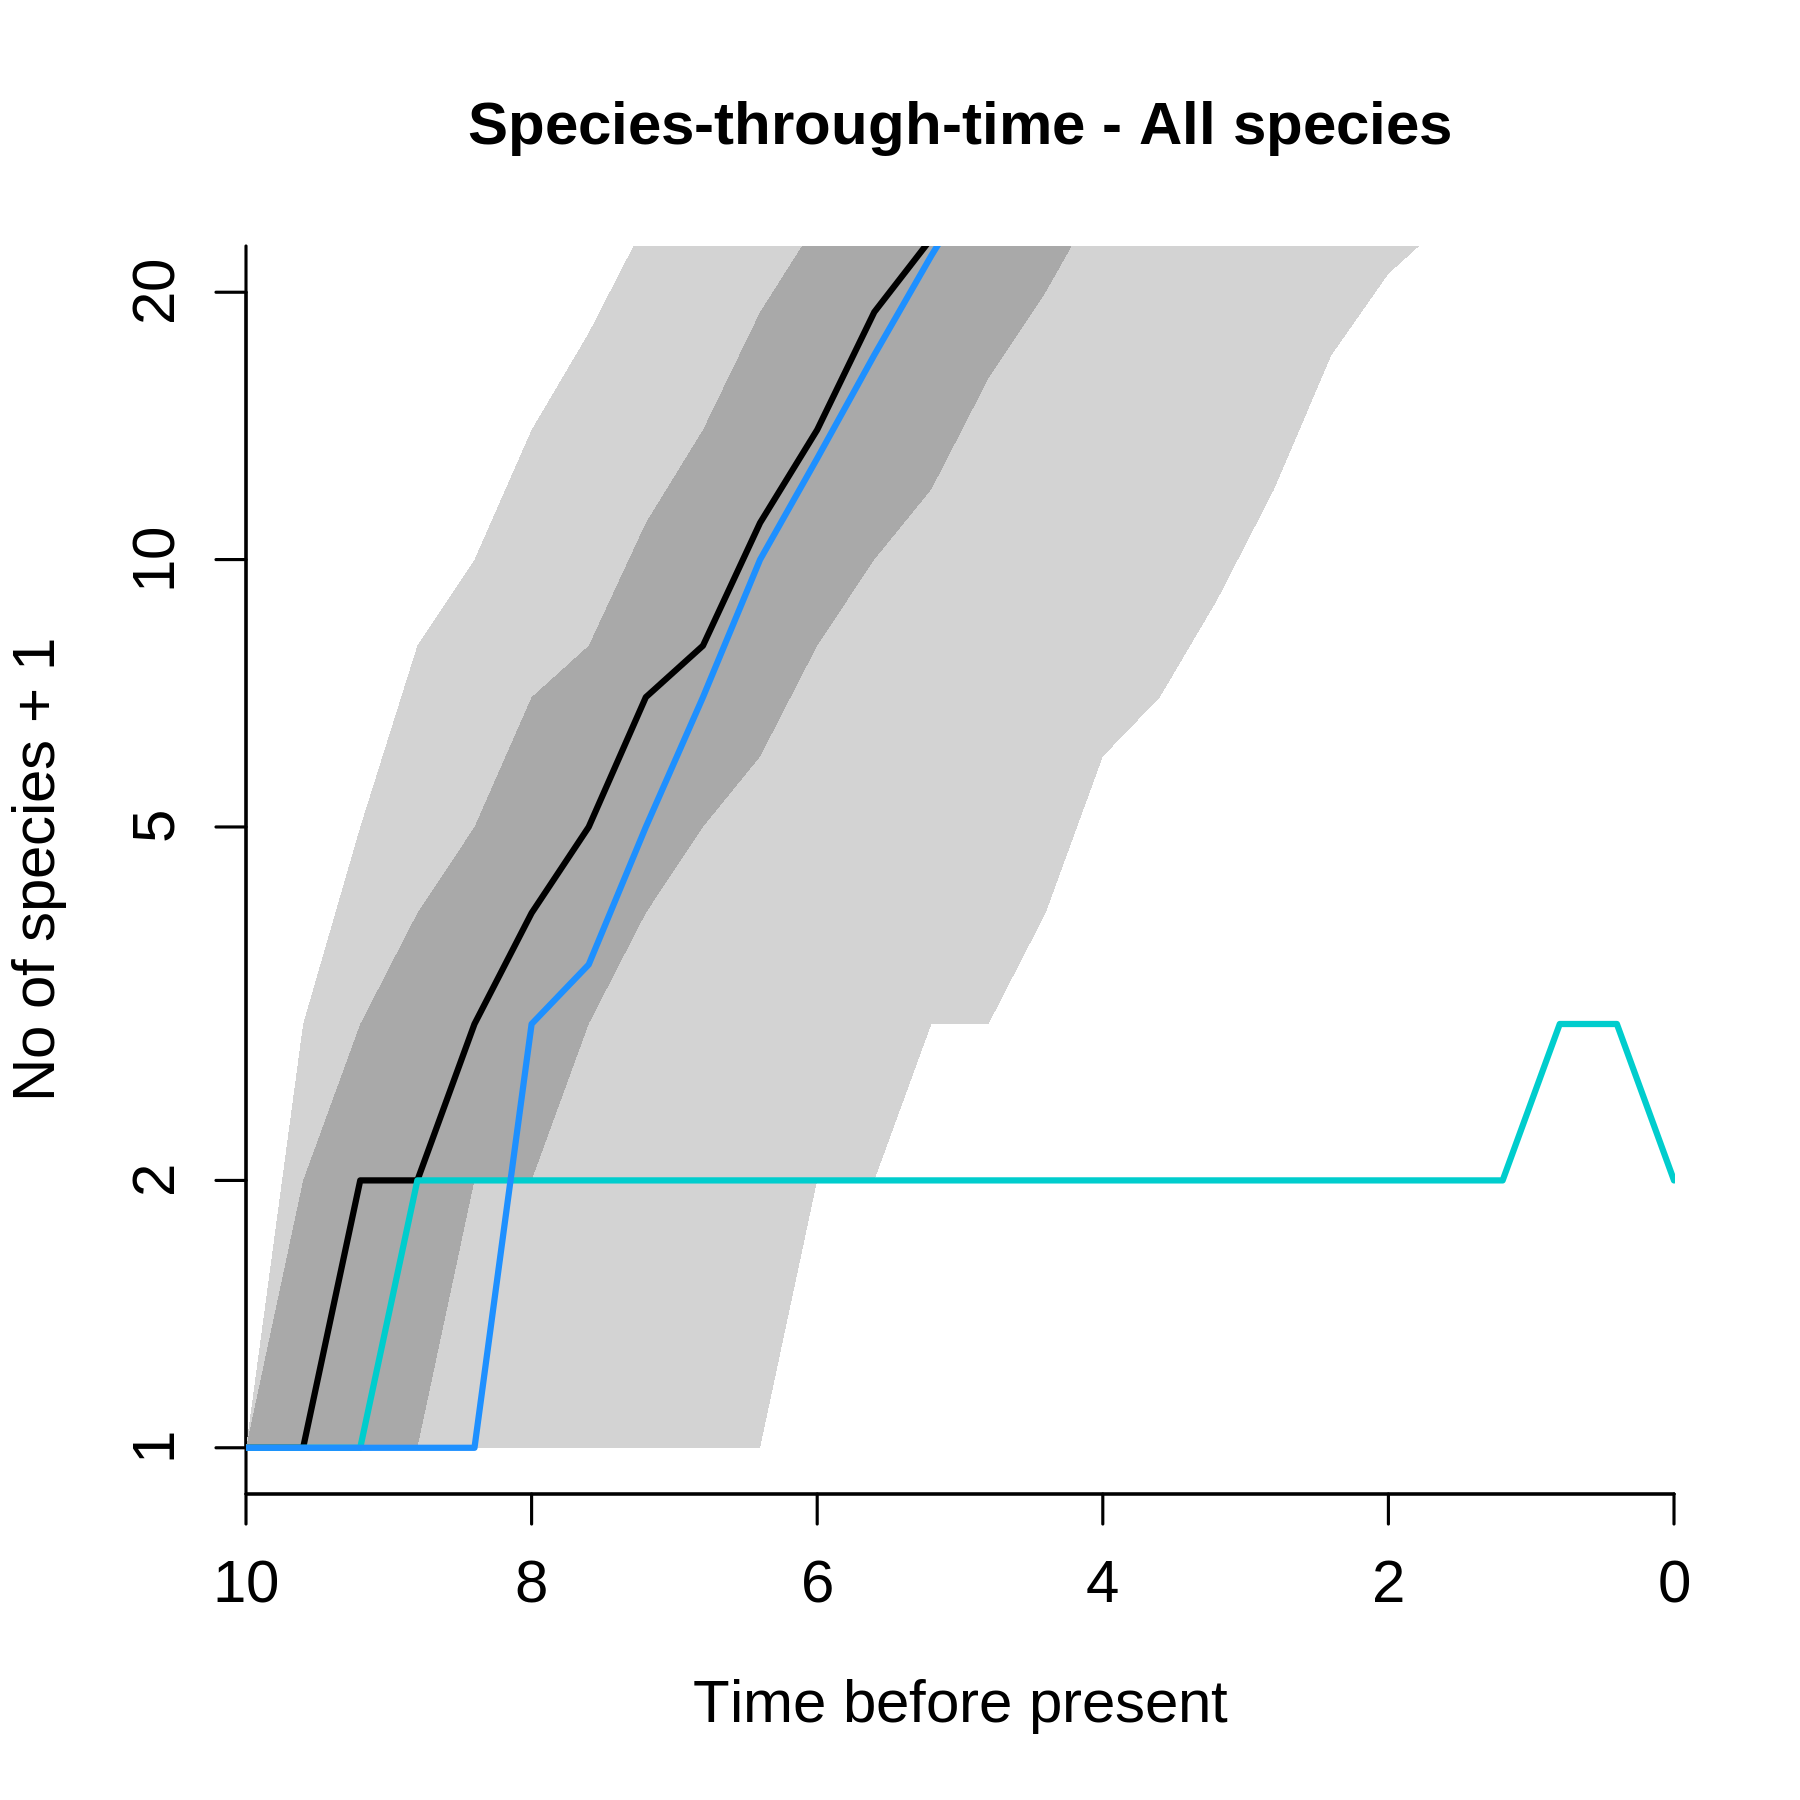 Species-through-time - All species
No of species + 1
20
10
5
2
1
10 8 6 4 2 0
Time before present